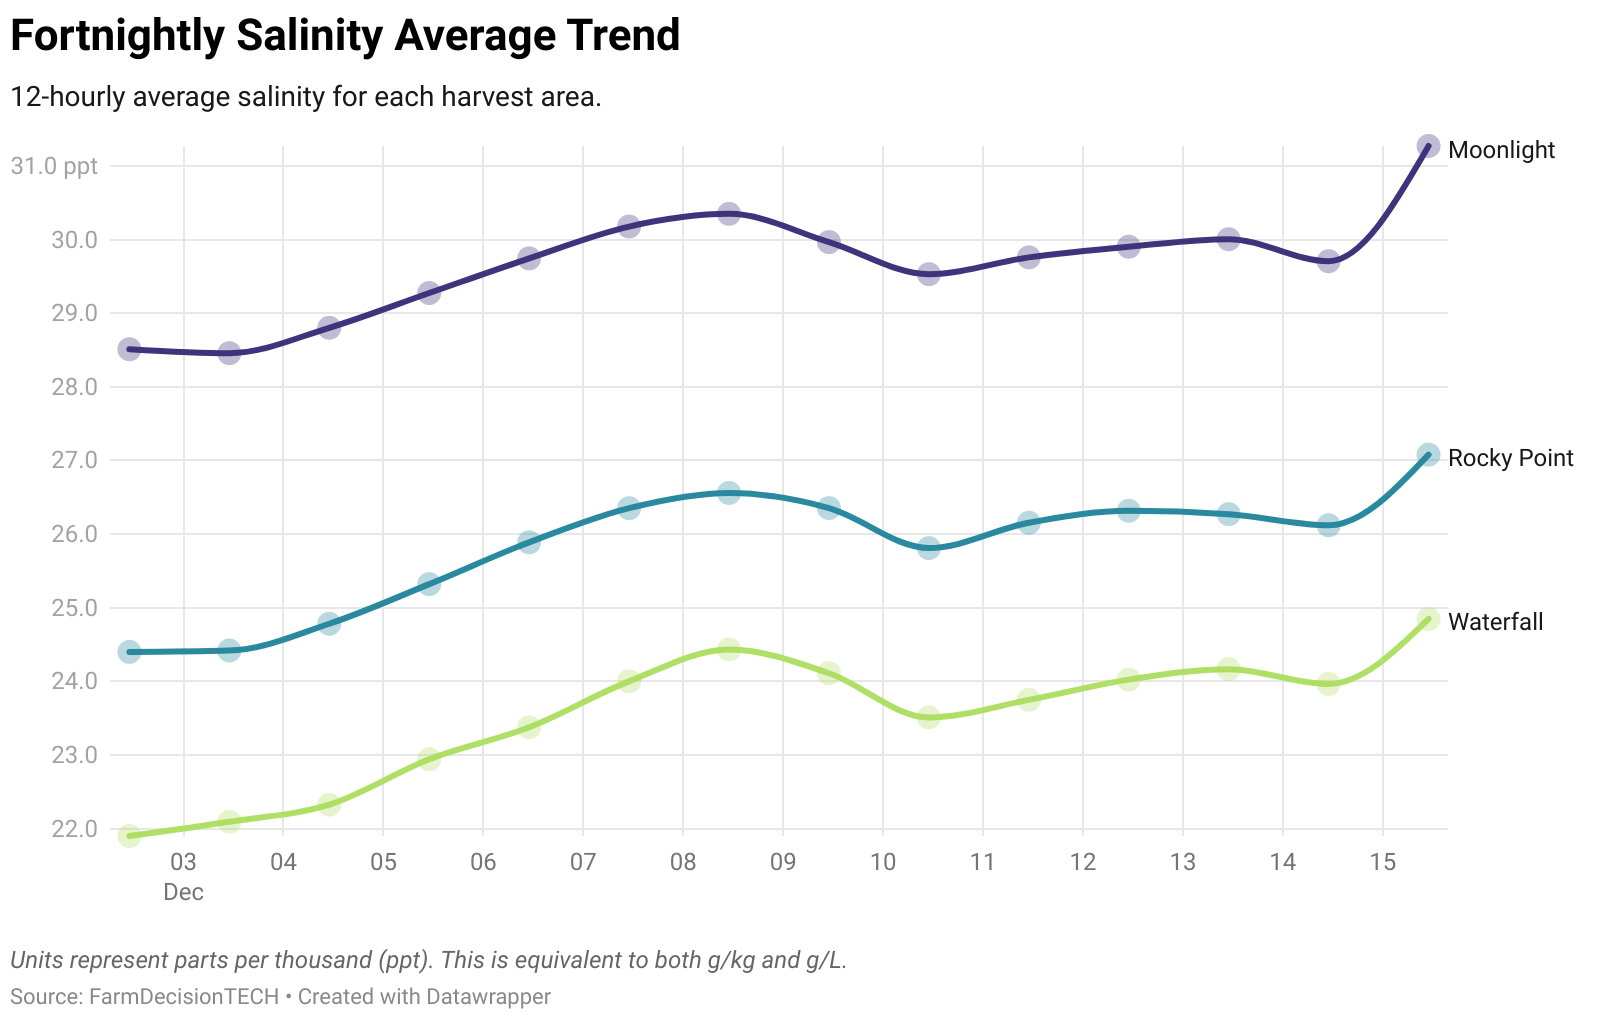 Fortnightly Salinity Average Trend
12-hourly average salinity for each harvest area.
31.0 ppt
30.0
29.0
28.0
27.0
26.0
25.0
24.0
23.0
22.0
Moonlight
Rocky Point
Waterfall
03 04 05 06 07 08 09 10 11 12 13 14 15
Dec
Units represent parts per thousand (ppt). This is equivalent to both g/kg and g/L.
Source: FarmDecisionTECH • Created with Datawrapper